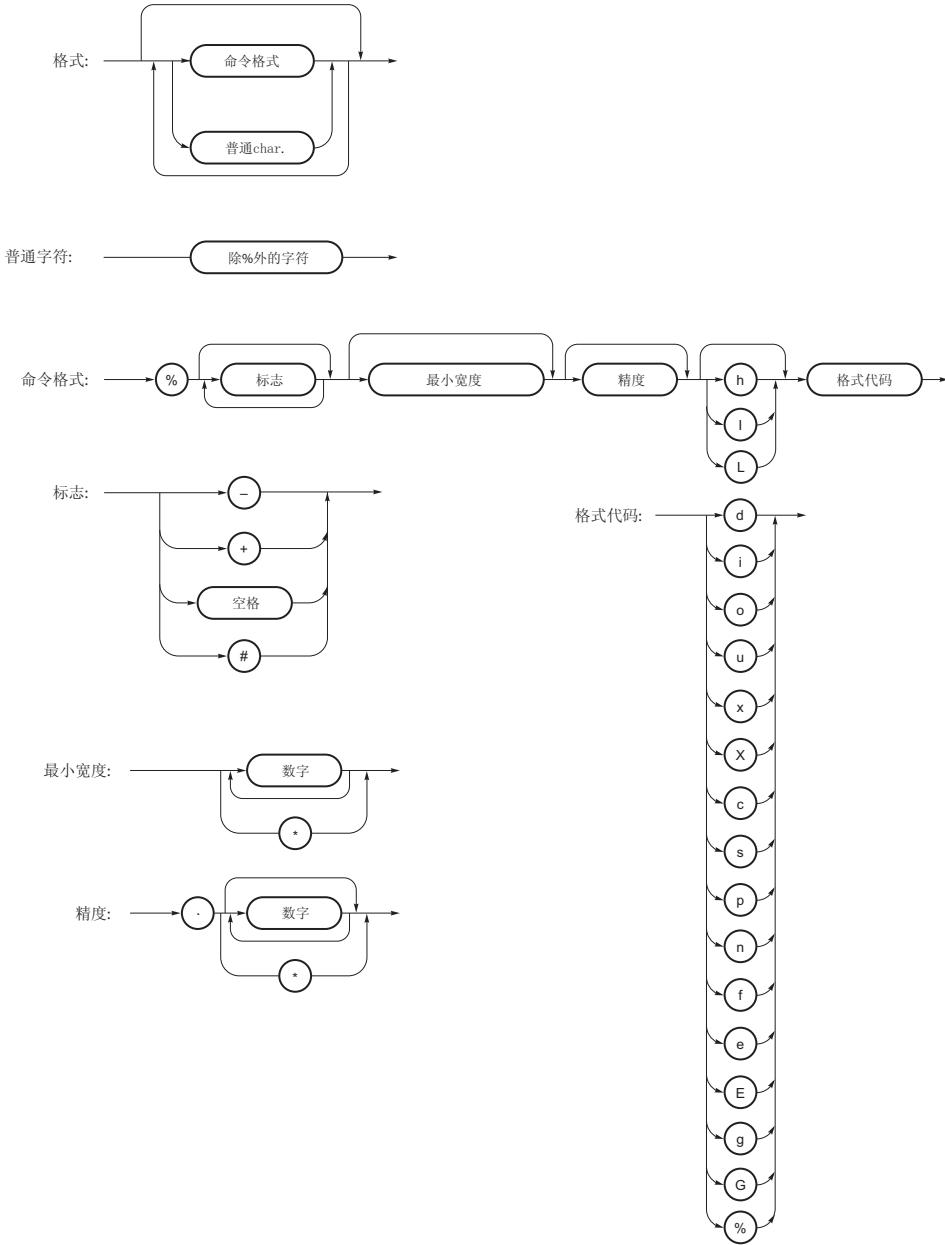 格式:
命令格式
普通char.
普通字符:
除%外的字符
命令格式:
%
标志
最小宽度
精度
h
l
L
格式代码
标志:
–
+
空格
#
格式代码:
d
i
o
u
x
X
c
s
p
n
f
e
E
g
G
%
最小宽度:
数字
*
精度:
.
数字
*